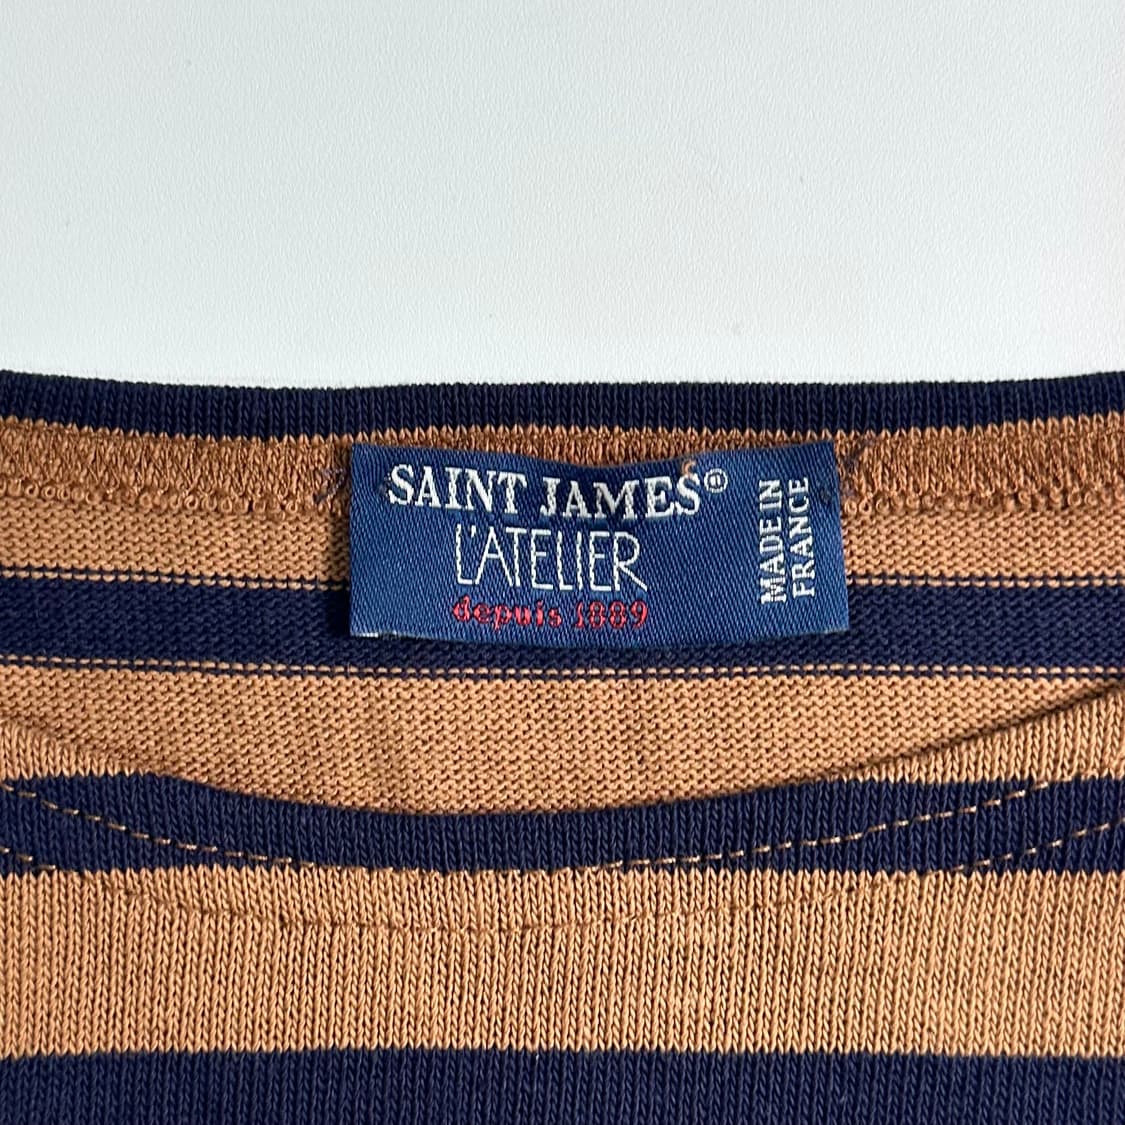 SAINT JAMES®
L'ATELIER
depuis 1889
MADE IN
FRANCE